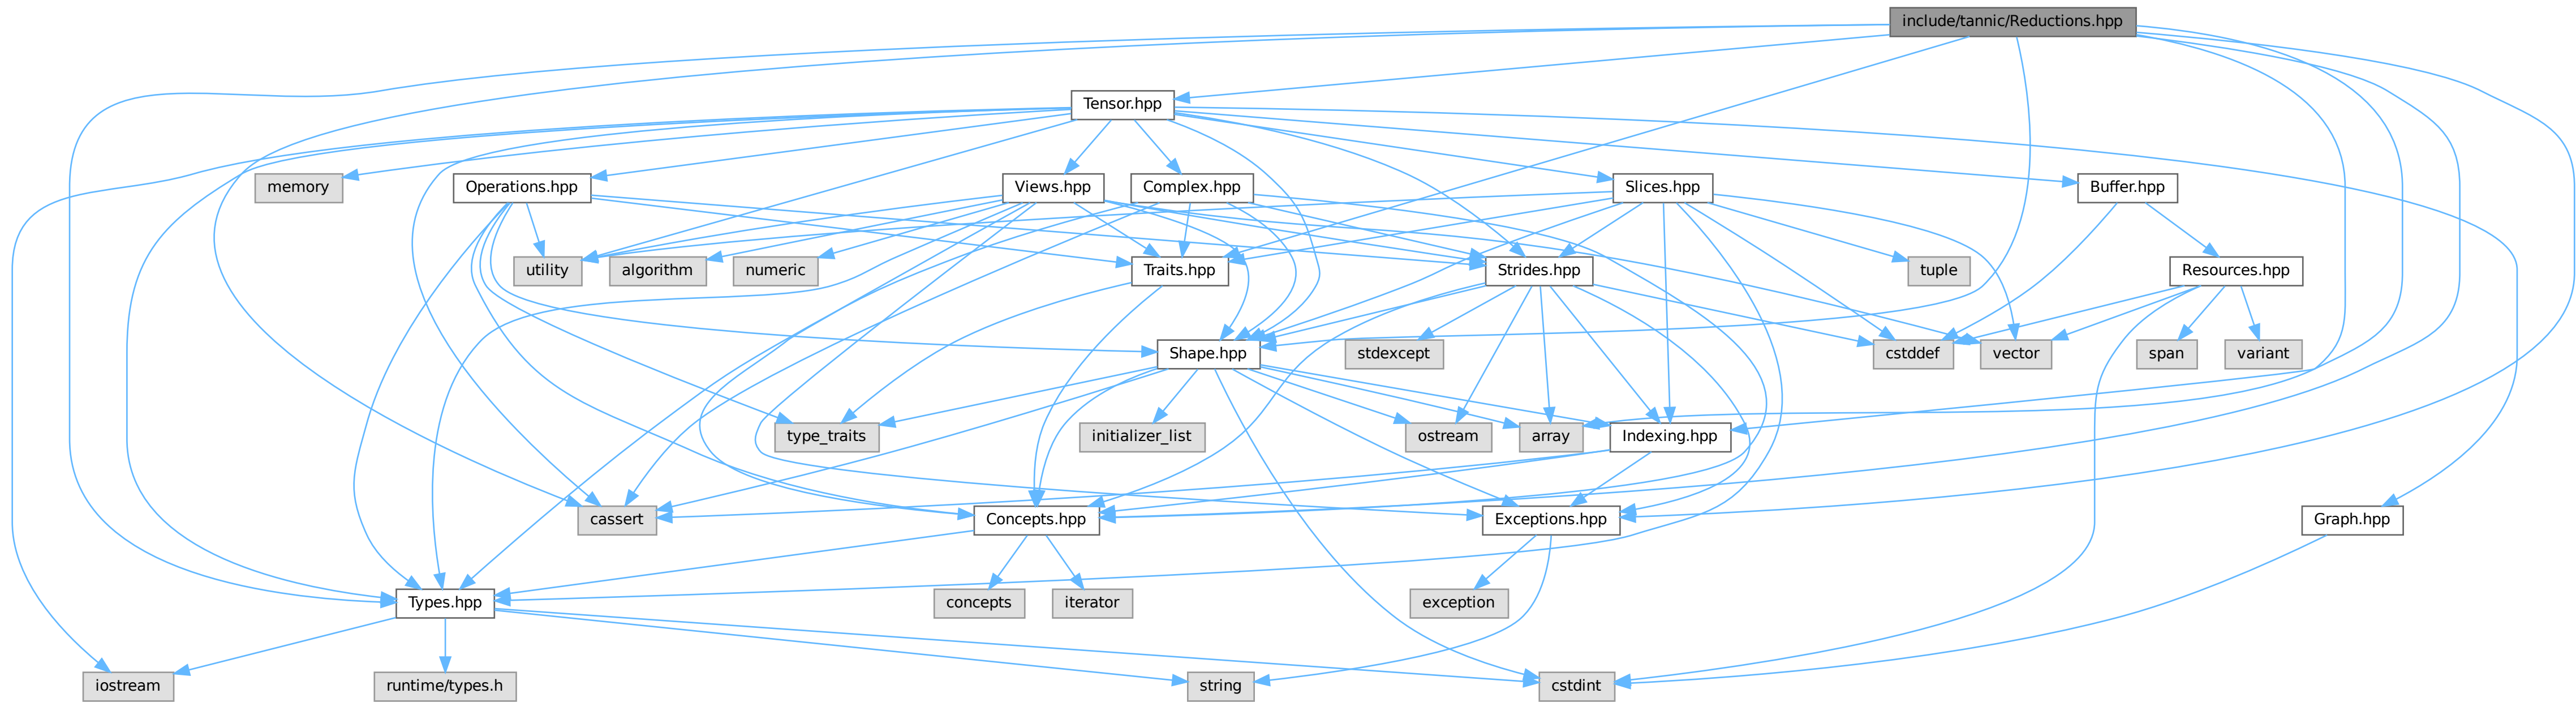 include/tannic/Reductions.hpp
Tensor.hpp
memory
Operations.hpp
Views.hpp
Complex.hpp
Slices.hpp
Buffer.hpp
utility
algorithm
numeric
Traits.hpp
Strides.hpp
tuple
Resources.hpp
Shape.hpp
stdexcept
cstddef
vector
span
variant
type_traits
initializer_list
ostream
array
Indexing.hpp
cassert
Concepts.hpp
Exceptions.hpp
Graph.hpp
Types.hpp
concepts
iterator
exception
iostream
runtime/types.h
string
cstdint